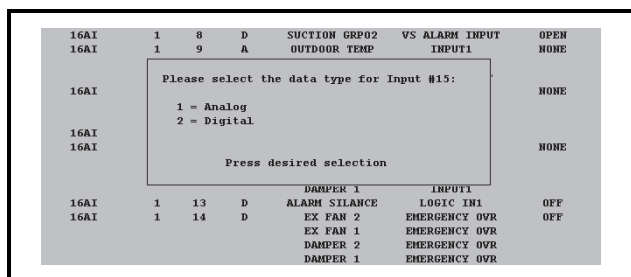 16AI 1 8 D SUCTION GRP02 VS ALARM INPUT OPEN
16AI 1 9 A OUTDOOR TEMP INPUT1 NONE
Please select the data type for Input #15:
16AI NONE
1 = Analog
2 = Digital
16AI
16AI NONE
Press desired selection
DAMPER 1 INPUT1
16AI 1 13 D ALARM SILANCE LOGIC IN1 OFF
16AI 1 14 D EX FAN 2 EMERGENCY OVR OFF
EX FAN 1 EMERGENCY OVR
DAMPER 2 EMERGENCY OVR
DAMPER 1 EMERGENCY OVR